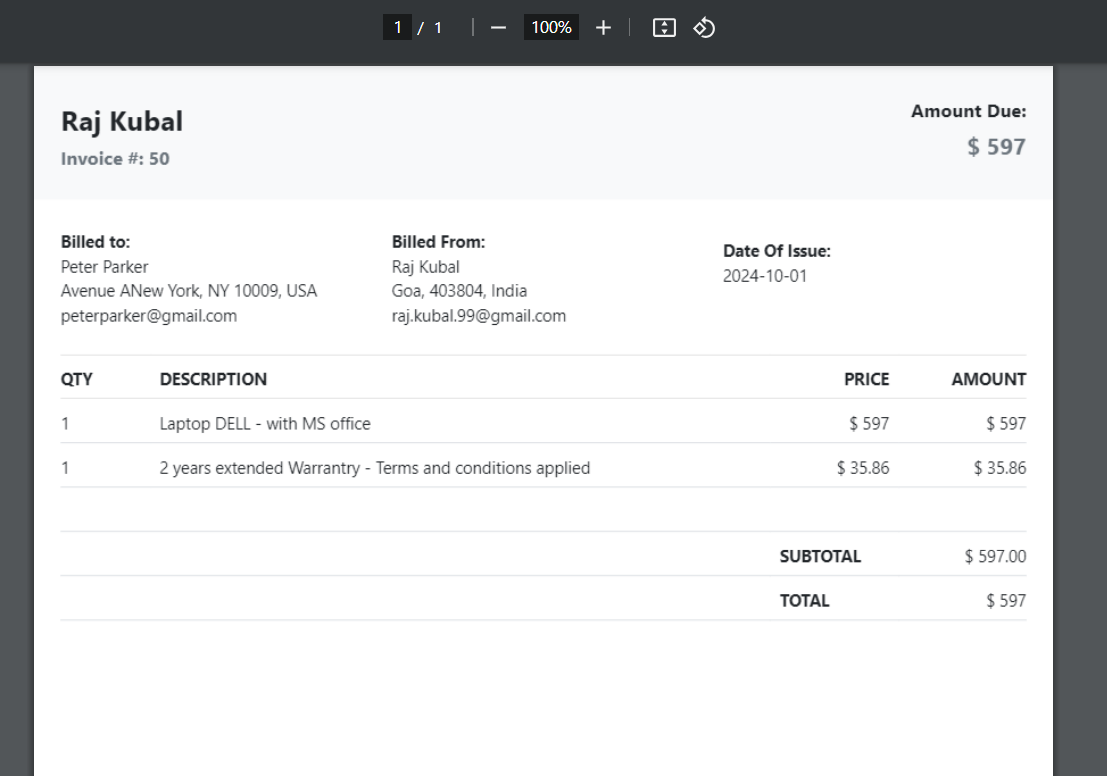 1 / 1 100%
Raj Kubal
Invoice #: 50
Amount Due:
$ 597
Billed to:
Peter Parker
Avenue ANew York, NY 10009, USA
peterparker@gmail.com
Billed From:
Raj Kubal
Goa, 403804, India
raj.kubal.99@gmail.com
Date Of Issue:
2024-10-01
QTY DESCRIPTION PRICE AMOUNT
1 Laptop DELL - with MS office $ 597 $ 597
1 2 years extended Warrantry - Terms and conditions applied $ 35.86 $ 35.86
SUBTOTAL $ 597.00
TOTAL $ 597